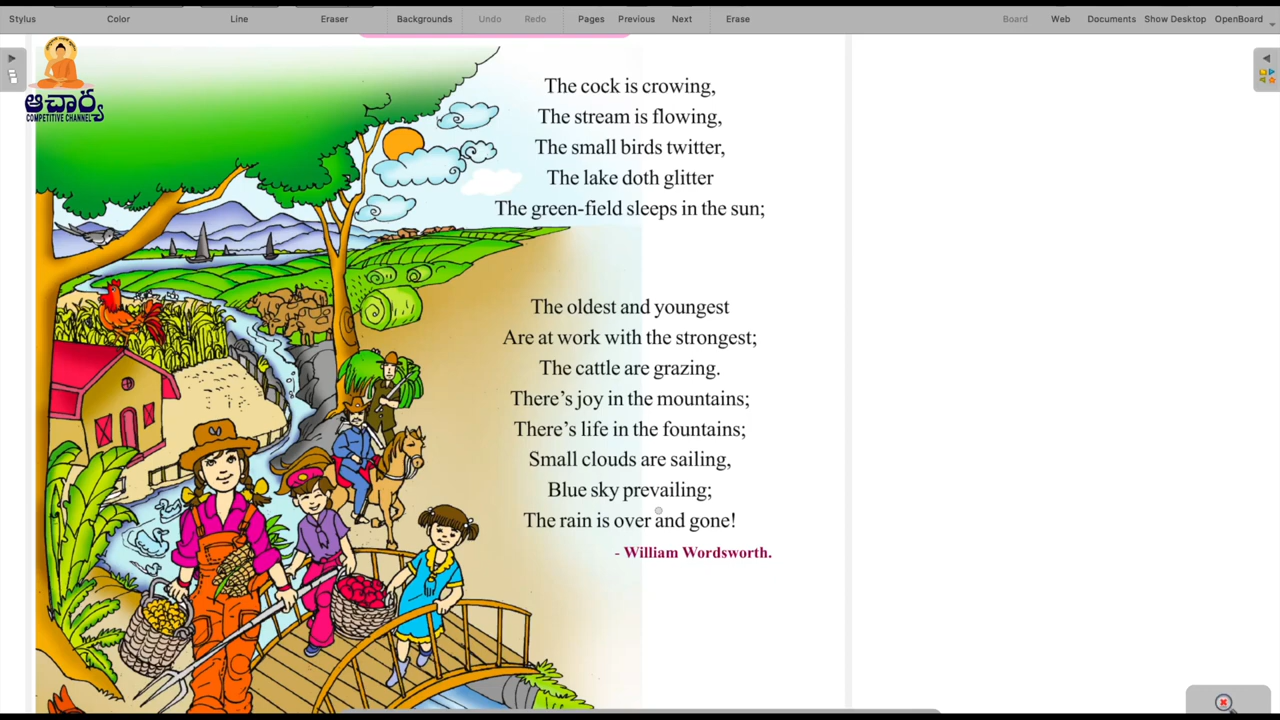 Stylus Color Line Eraser Backgrounds Undo Redo Pages Previous Next Erase Board Web Documents Show Desktop OpenBoard
ఆచార్య
COMPETITIVE CHANNEL
The cock is crowing,
The stream is flowing,
The small birds twitter,
The lake doth glitter
The green-field sleeps in the sun;
The oldest and youngest
Are at work with the strongest;
The cattle are grazing.
There's joy in the mountains;
There's life in the fountains;
Small clouds are sailing,
Blue sky prevailing;
The rain is over and gone!
- William Wordsworth.